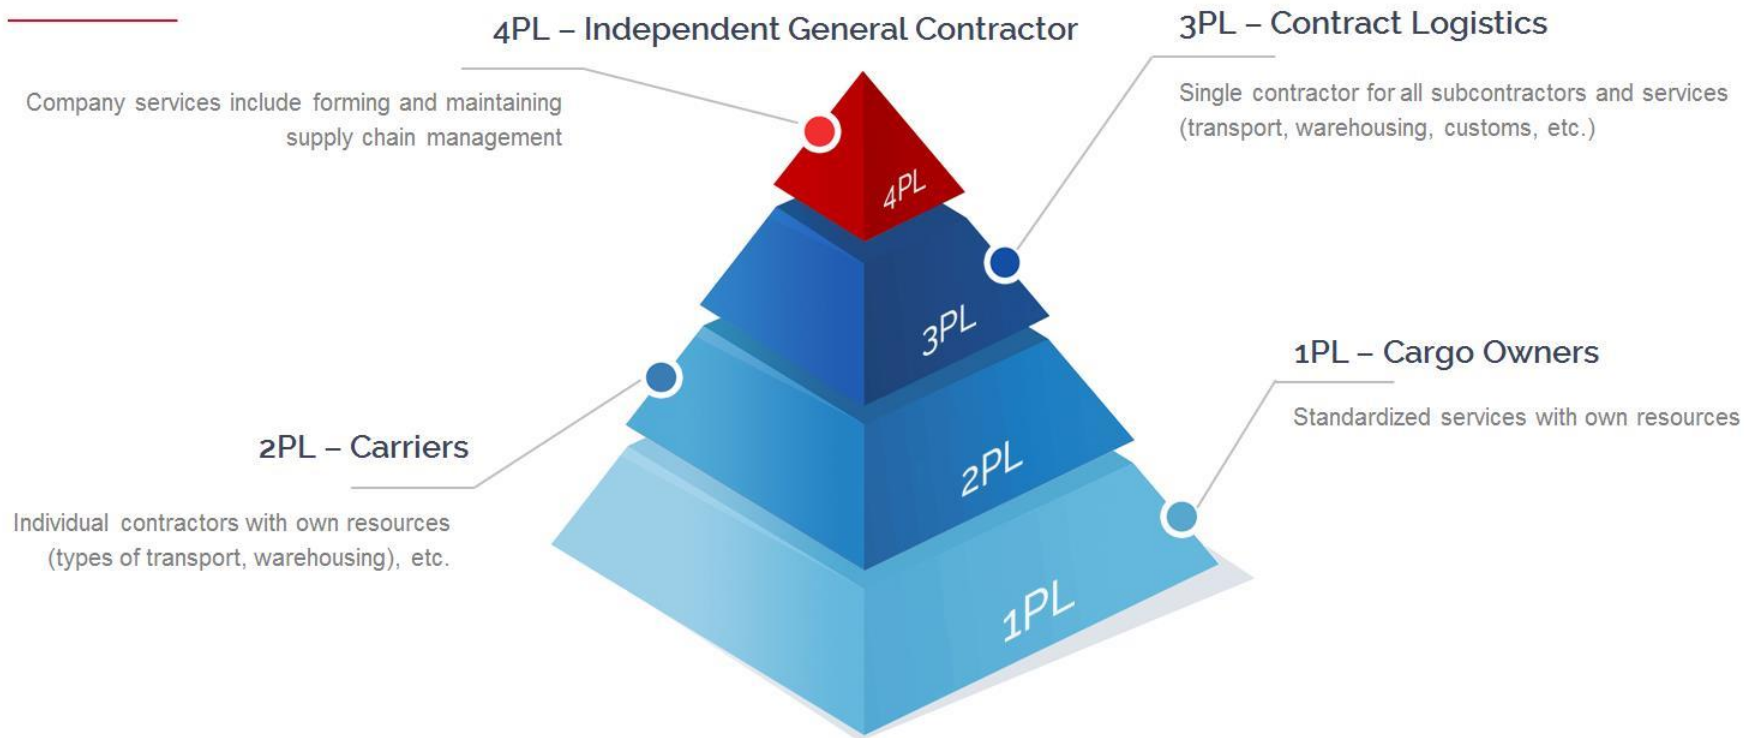 4PL – Independent General Contractor
Company services include forming and maintaining
supply chain management
3PL – Contract Logistics
Single contractor for all subcontractors and services
(transport, warehousing, customs, etc.)
4PL
3PL
2PL
1PL
1PL – Cargo Owners
Standardized services with own resources
2PL – Carriers
Individual contractors with own resources
(types of transport, warehousing), etc.